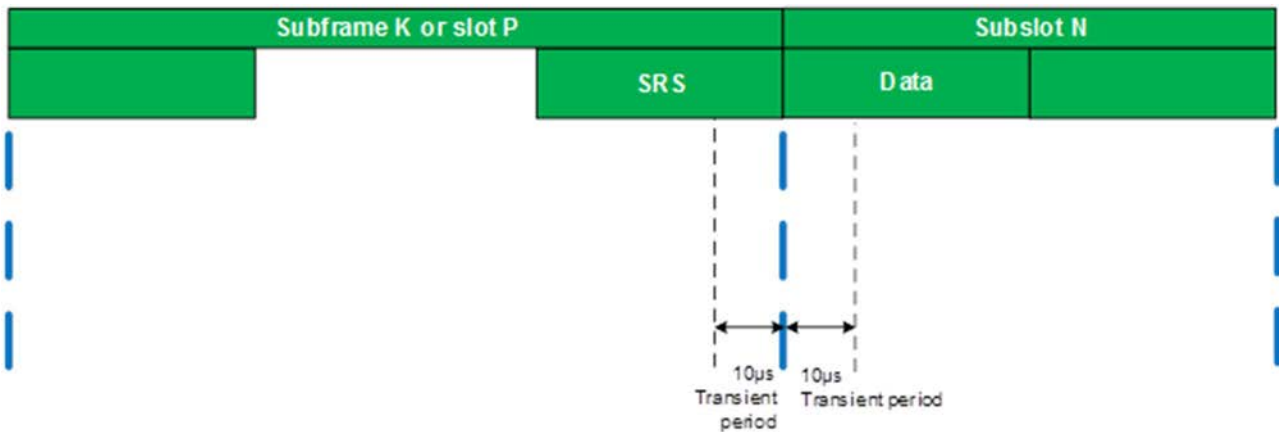 Subframe K or slot P
Subslot N
SRS
Data
10µs
Transient
period
10µs
Transient period